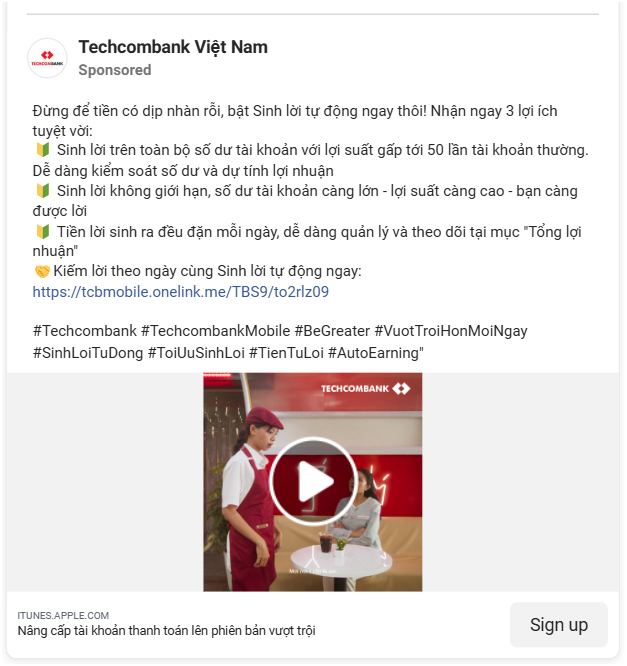 TECHCOMBANK
Techcombank Việt Nam
Sponsored
Đừng để tiền có dịp nhàn rỗi, bật Sinh lời tự động ngay thôi! Nhận ngay 3 lợi ích
tuyệt vời:
🔰 Sinh lời trên toàn bộ số dư tài khoản với lợi suất gấp tới 50 lần tài khoản thường.
Dễ dàng kiểm soát số dư và dự tính lợi nhuận
🔰 Sinh lời không giới hạn, số dư tài khoản càng lớn - lợi suất càng cao - bạn càng
được lời
🔰 Tiền lời sinh ra đều đặn mỗi ngày, dễ dàng quản lý và theo dõi tại mục "Tổng lợi
nhuận"
🤝Kiếm lời theo ngày cùng Sinh lời tự động ngay:
https://tcbmobile.onelink.me/TBS9/to2rlz09
#Techcombank #TechcombankMobile #BeGreater #VuotTroiHonMoiNgay
#SinhLoiTuDong #ToiUuSinhLoi #TienTuLoi #AutoEarning"
TECHCOMBANK
ITUNES.APPLE.COM
Nâng cấp tài khoản thanh toán lên phiên bản vượt trội
Sign up